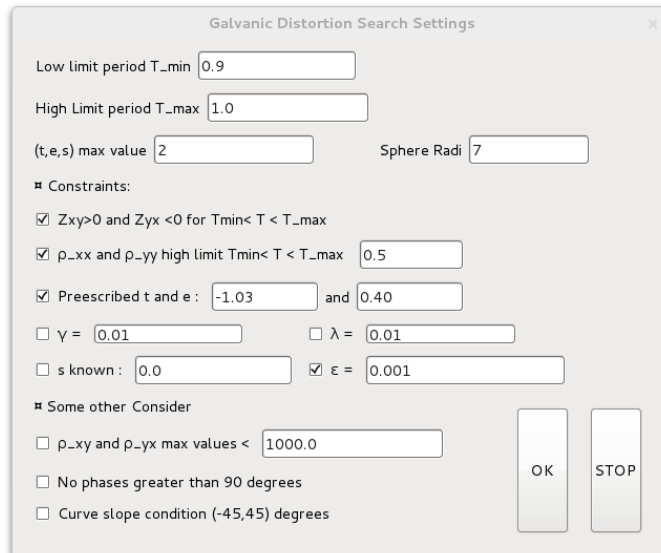 Galvanic Distortion Search Settings ×
Low limit period T_min 0.9
High Limit period T_max 1.0
(t,e,s) max value 2 Sphere Radi 7
¤ Constraints:
Zxy>0 and Zyx <0 for Tmin< T < T_max
ρ_xx and ρ_yy high limit Tmin< T < T_max 0.5
Preescribed t and e : -1.03 and 0.40
γ = 0.01 λ = 0.01
s known : 0.0 ε = 0.001
¤ Some other Consider
ρ_xy and ρ_yx max values < 1000.0
No phases greater than 90 degrees
Curve slope condition (-45,45) degrees
OK STOP